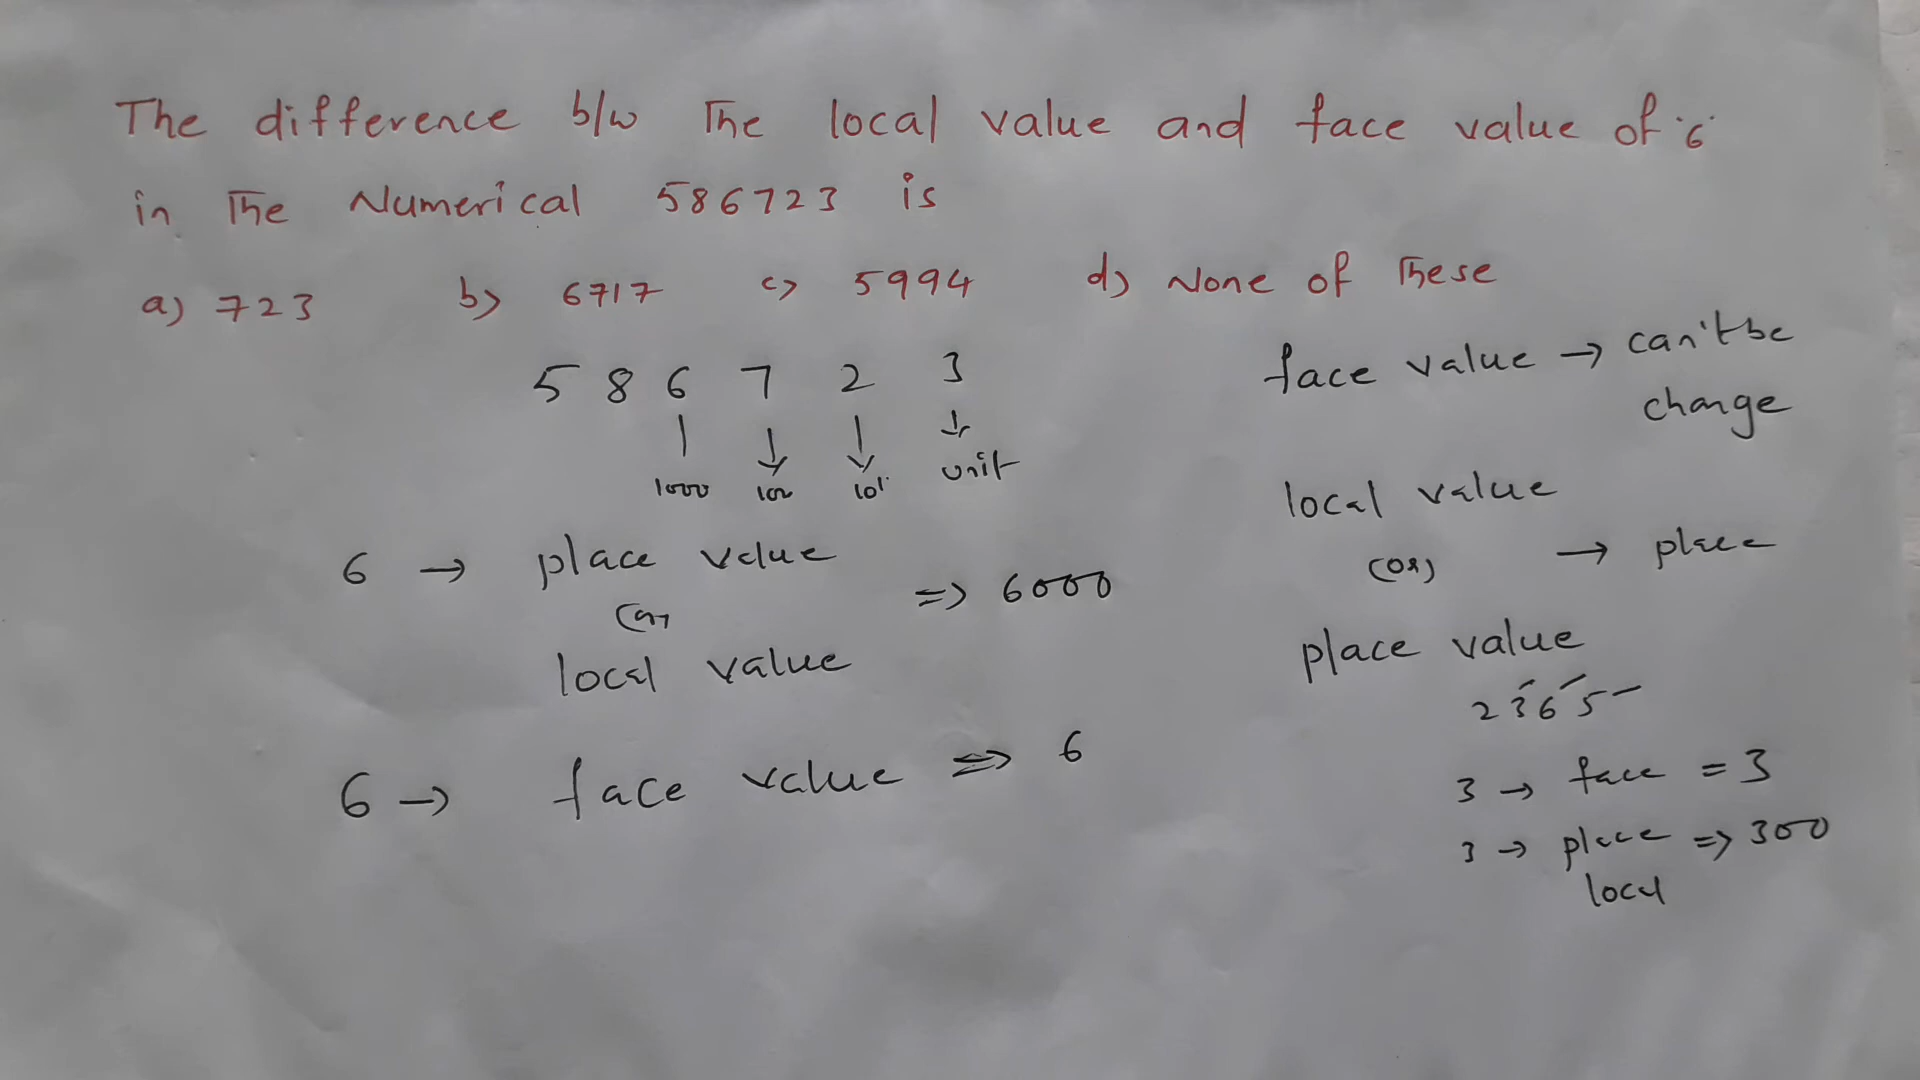 The difference b/w The local value and face value of '6'
in The Numerical 586723 is
a) 723 b) 6717 c) 5994 d) None of These
5 8 6 7 2 3
1000 100 10's unit
6 → place value
(or)
local value
=> 6000
6 → face value => 6
face value → can't be
change
local value
(or) → place
place value
2365
3 → face = 3
3 → place => 300
local